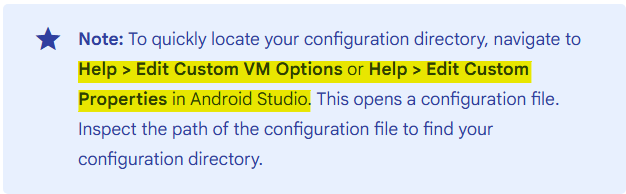 Note: To quickly locate your configuration directory, navigate to
Help > Edit Custom VM Options or Help > Edit Custom
Properties in Android Studio. This opens a configuration file.
Inspect the path of the configuration file to find your
configuration directory.